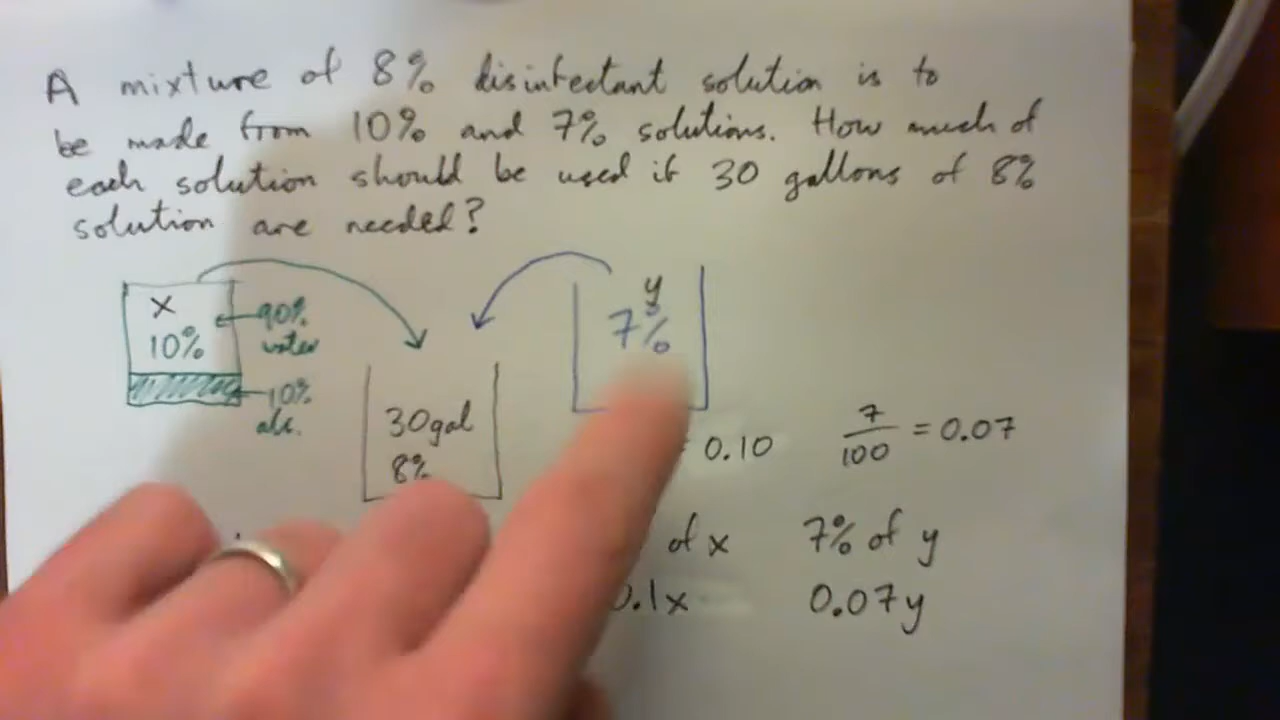 A mixture of 8% disinfectant solution is to
be made from 10% and 7% solutions. How much of
each solution should be used if 30 gallons of 8%
solution are needed?
x
10%
90%
water
10%
alc.
y
7%
30gal
8%
= 0.10
7/100 = 0.07
of x
7% of y
0.1x
0.07y